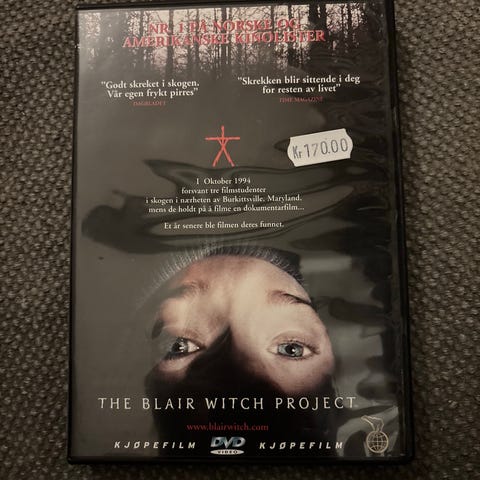 NR. 1 PÅ NORSKE OG
AMERIKANSKE KINOLISTER
"Godt skreket i skogen.
Vår egen frykt pirres"
DAGBLADET
"Skrekken blir sittende i deg
for resten av livet"
TIME MAGAZINE
Kr 170.00
I Oktober 1994
forsvant tre filmstudenter
i skogen i nærheten av Burkittsville, Maryland,
mens de holdt på å filme en dokumentarfilm...
Et år senere ble filmen deres funnet.
THE BLAIR WITCH PROJECT
www.blairwitch.com
KJØPEFILM DVD VIDEO KJØPEFILM